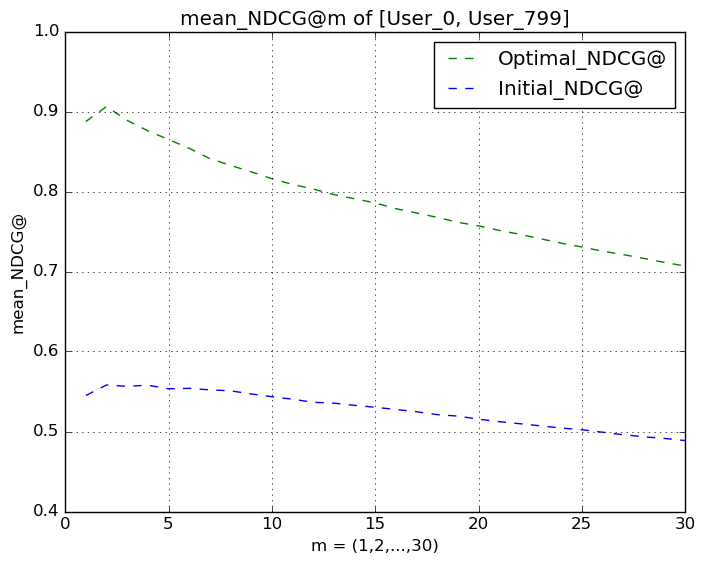 mean_NDCG@m of [User_0, User_799]
Optimal_NDCG@
Initial_NDCG@
mean_NDCG@
1.0
0.9
0.8
0.7
0.6
0.5
0.4
0 5 10 15 20 25 30
m = (1,2,...,30)